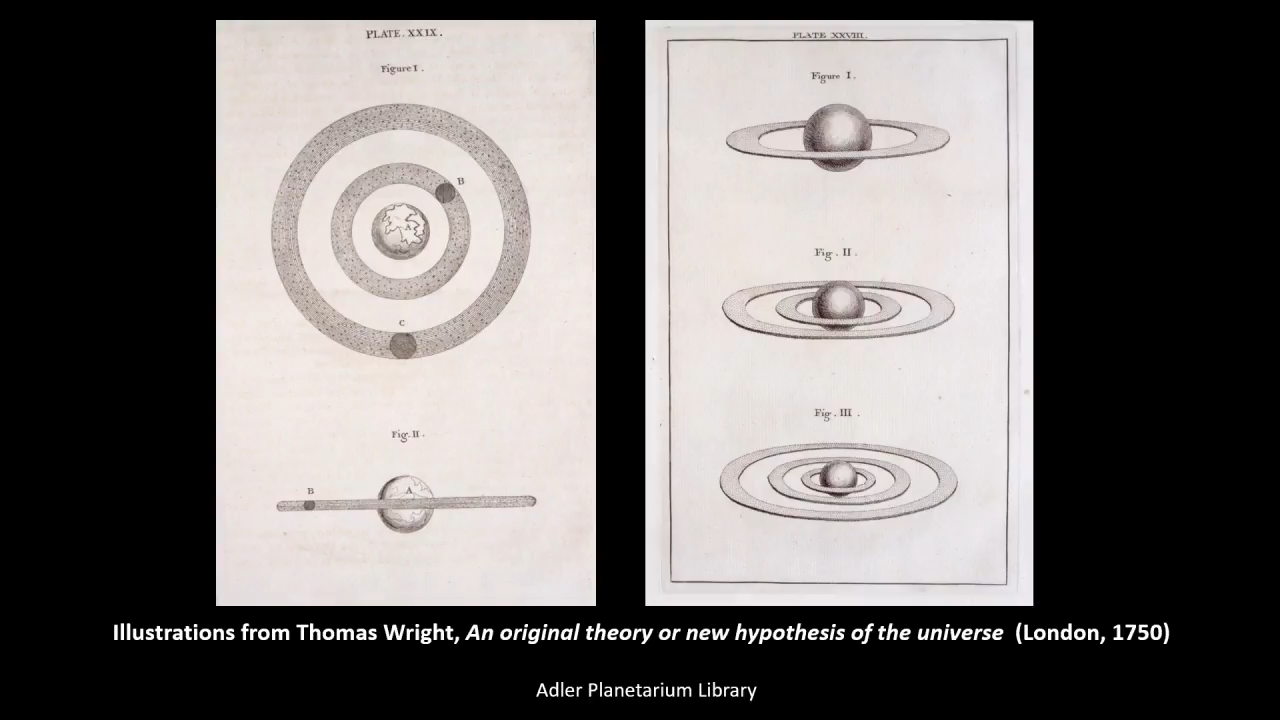 PLATE. XXIX.
Figure I.
B
A
C
Fig. II.
B
A
PLATE XXVIII.
Figure I.
Fig. II.
Fig. III.
Illustrations from Thomas Wright, An original theory or new hypothesis of the universe (London, 1750)
Adler Planetarium Library